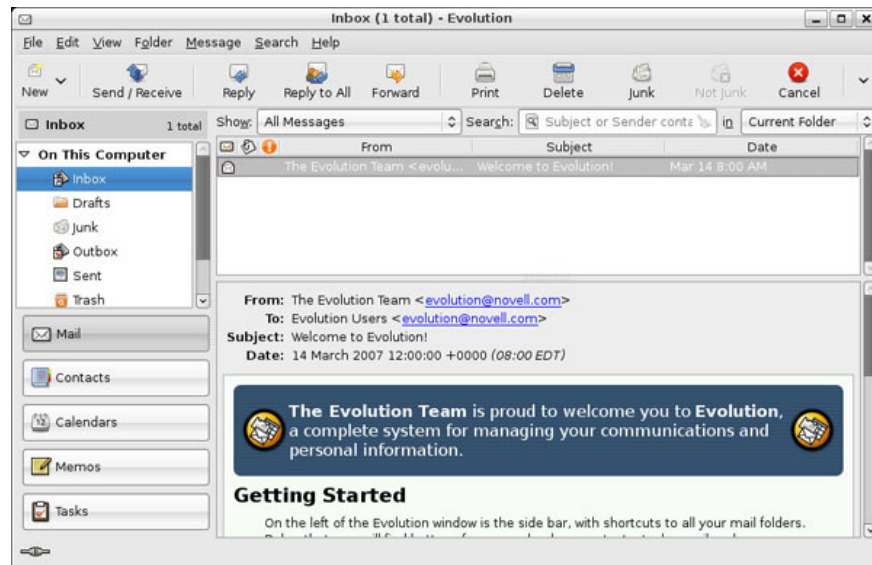 Inbox (1 total) - Evolution
File Edit View Folder Message Search Help
New Send / Receive Reply Reply to All Forward Print Delete Junk Not Junk Cancel
Inbox 1 total
Show: All Messages Search: Subject or Sender conta in Current Folder
On This Computer
Inbox
Drafts
Junk
Outbox
Sent
Trash
Mail
Contacts
Calendars
12
Memos
Tasks
From Subject Date
The Evolution Team <evolu... Welcome to Evolution! Mar 14 8:00 AM
From: The Evolution Team <evolution@novell.com>
To: Evolution Users <evolution@novell.com>
Subject: Welcome to Evolution!
Date: 14 March 2007 12:00:00 +0000 (08:00 EDT)
The Evolution Team is proud to welcome you to Evolution,
a complete system for managing your communications and
personal information.
Getting Started
On the left of the Evolution window is the side bar, with shortcuts to all your mail folders.